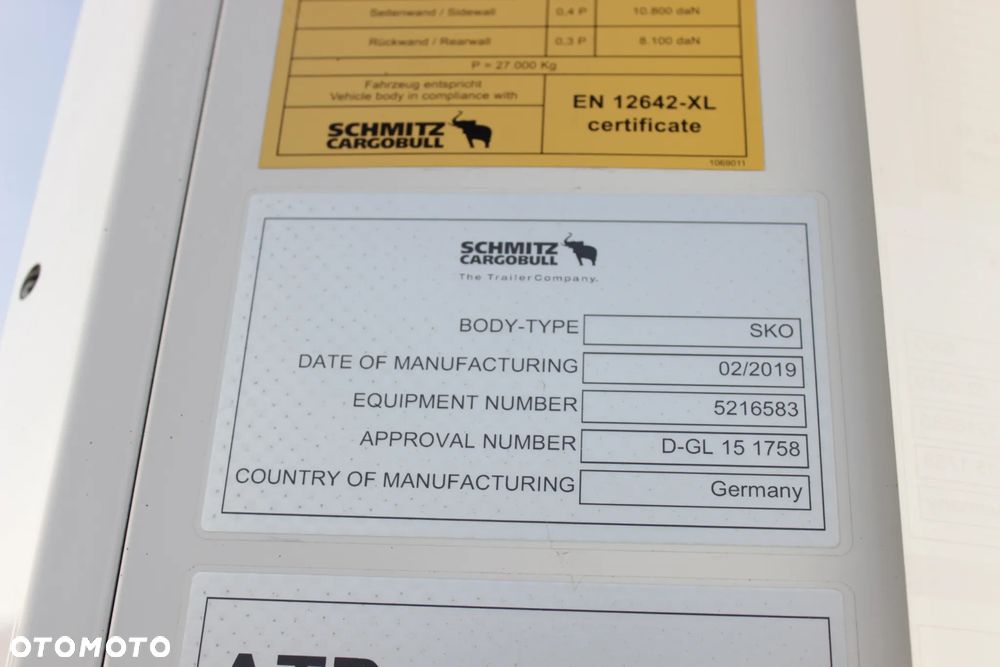 Seitenwand / Sidewall 0,4 P 10.800 daN
Rückwand / Rearwall 0,3 P 8.100 daN
P = 27.000 Kg
Fahrzeug entspricht
Vehicle body in compliance with
SCHMITZ
CARGOBULL
EN 12642-XL
certificate
1069011
SCHMITZ
CARGOBULL
The TrailerCompany.
BODY-TYPE SKO
DATE OF MANUFACTURING 02/2019
EQUIPMENT NUMBER 5216583
APPROVAL NUMBER D-GL 15 1758
COUNTRY OF MANUFACTURING Germany
OTOMOTO